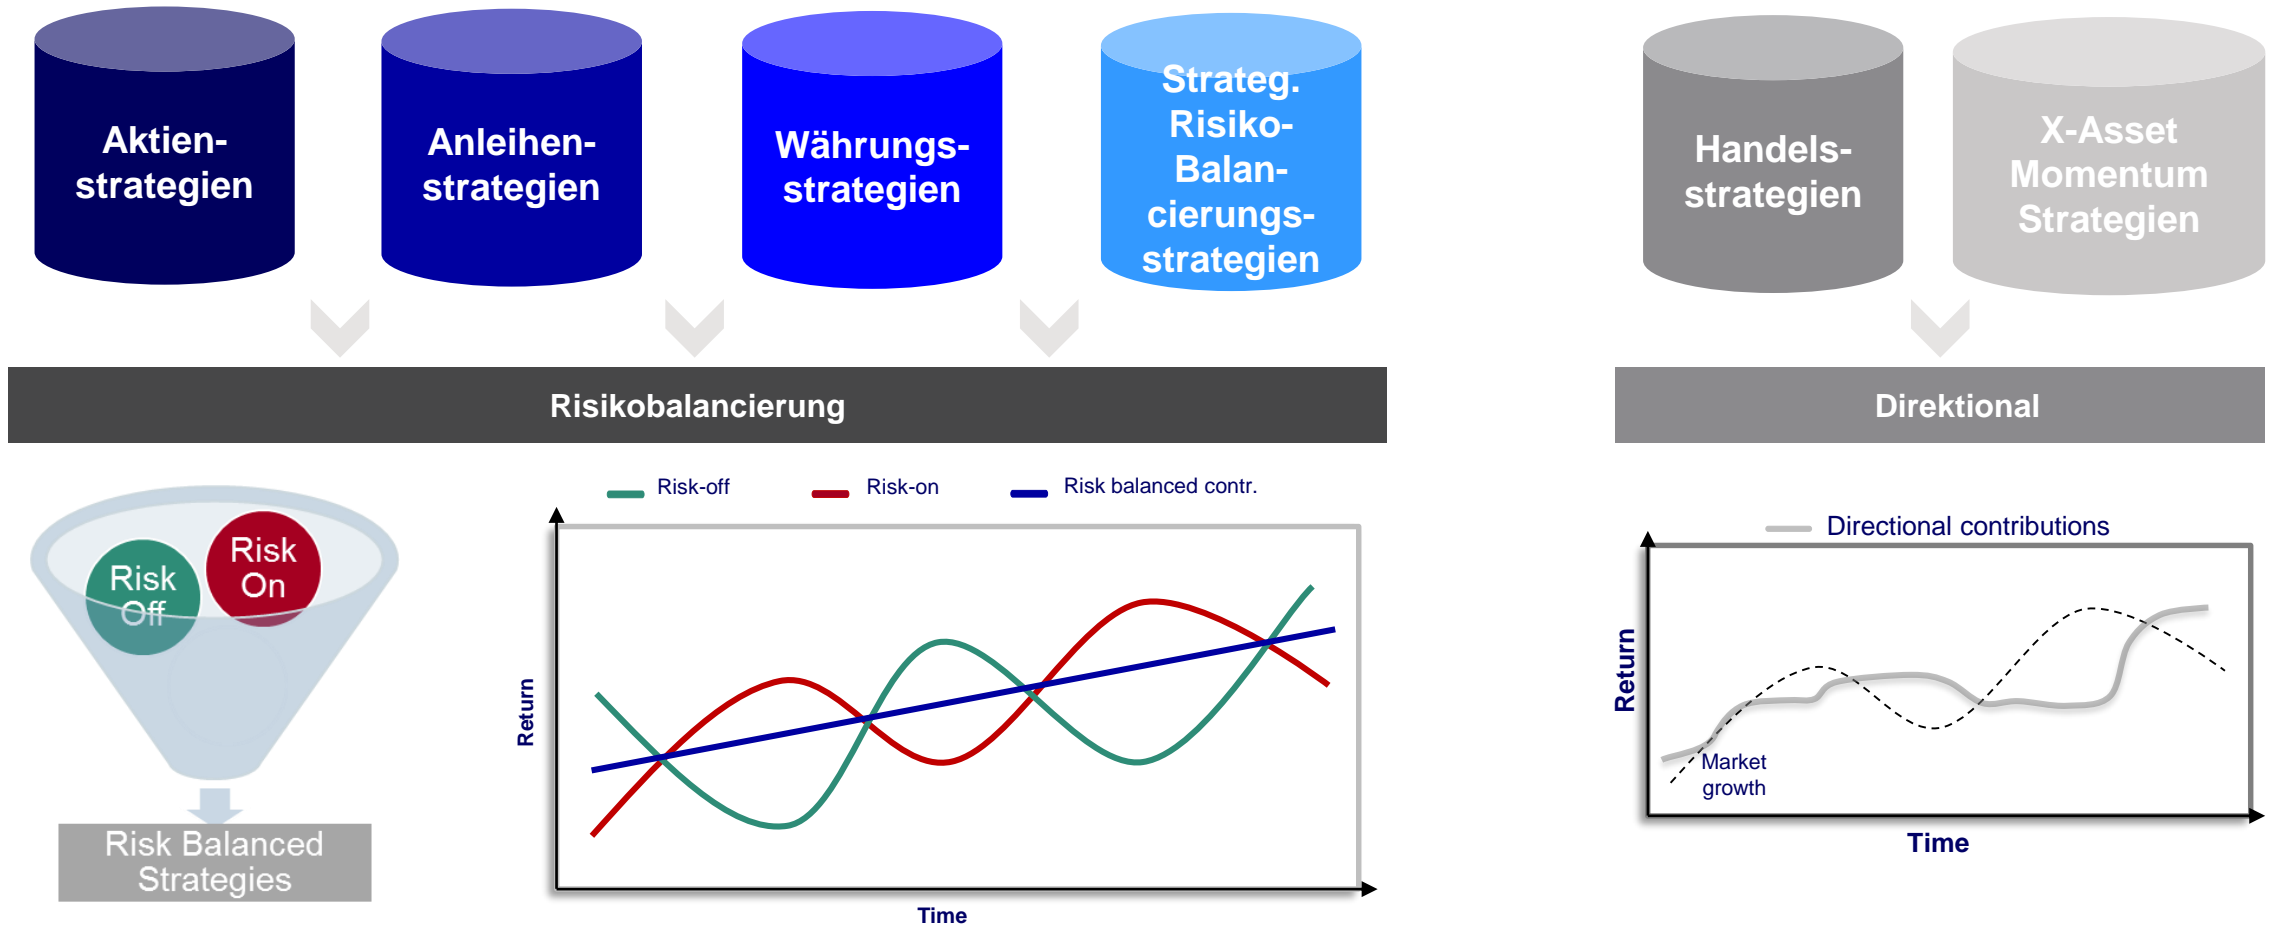 Aktien-
strategien
Anleihen-
strategien
Währungs-
strategien
Strateg.
Risiko-
Balan-
cierungs-
strategien
Handels-
strategien
X-Asset
Momentum
Strategien
Risikobalancierung
Direktional
Risk
Off
Risk
On
Risk Balanced
Strategies
Risk-off
Risk-on
Risk balanced contr.
Return
Time
Directional contributions
Return
Market
growth
Time